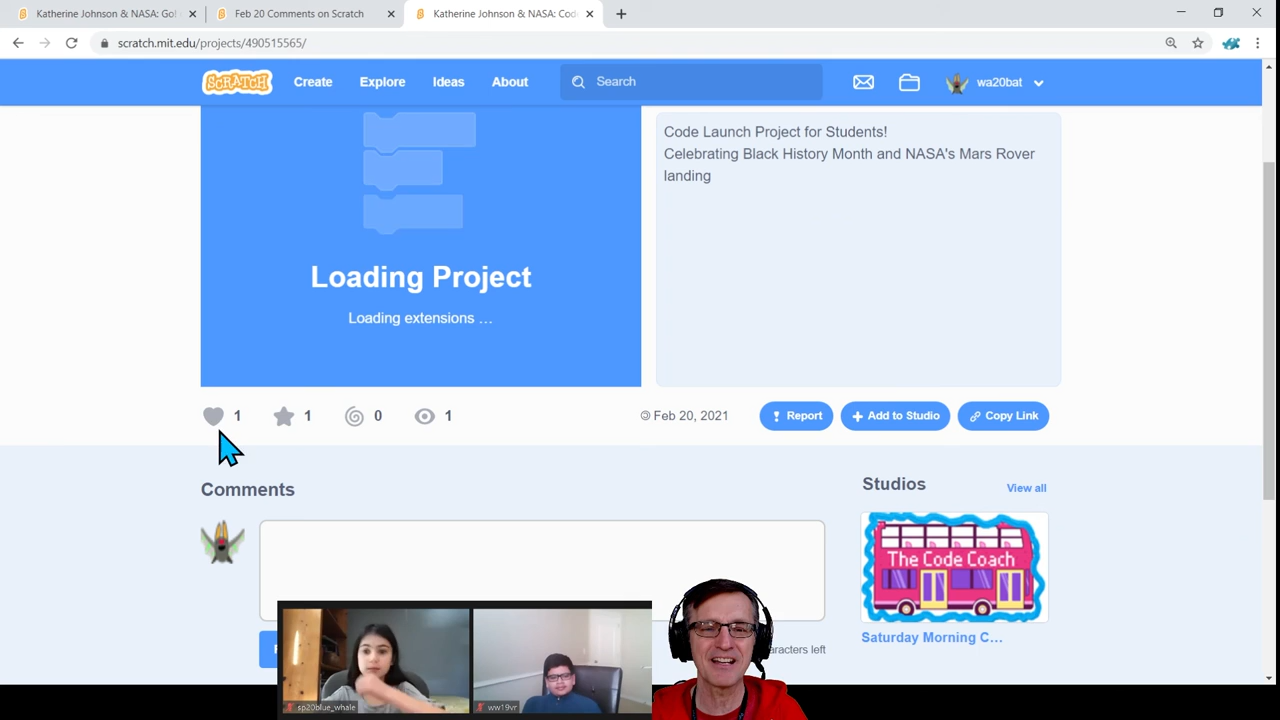 Katherine Johnson & NASA: Go!
Feb 20 Comments on Scratch
Katherine Johnson & NASA: Cod
scratch.mit.edu/projects/490515565/
SCRATCH
Create
Explore
Ideas
About
Search
wa20bat
Code Launch Project for Students!
Celebrating Black History Month and NASA's Mars Rover
landing
Loading Project
Loading extensions …
1
1
0
1
Feb 20, 2021
Report
Add to Studio
Copy Link
Comments
Studios
View all
The Code Coach
Saturday Morning C...
aracters left
sp20blue_whale
ww19vr